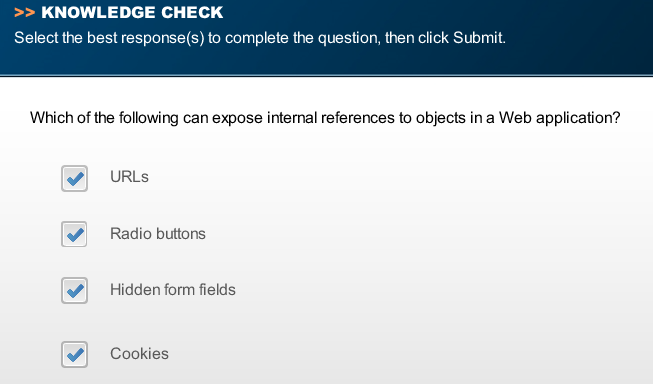 >> KNOWLEDGE CHECK
Select the best response(s) to complete the question, then click Submit.
Which of the following can expose internal references to objects in a Web application?
URLs
Radio buttons
Hidden form fields
Cookies